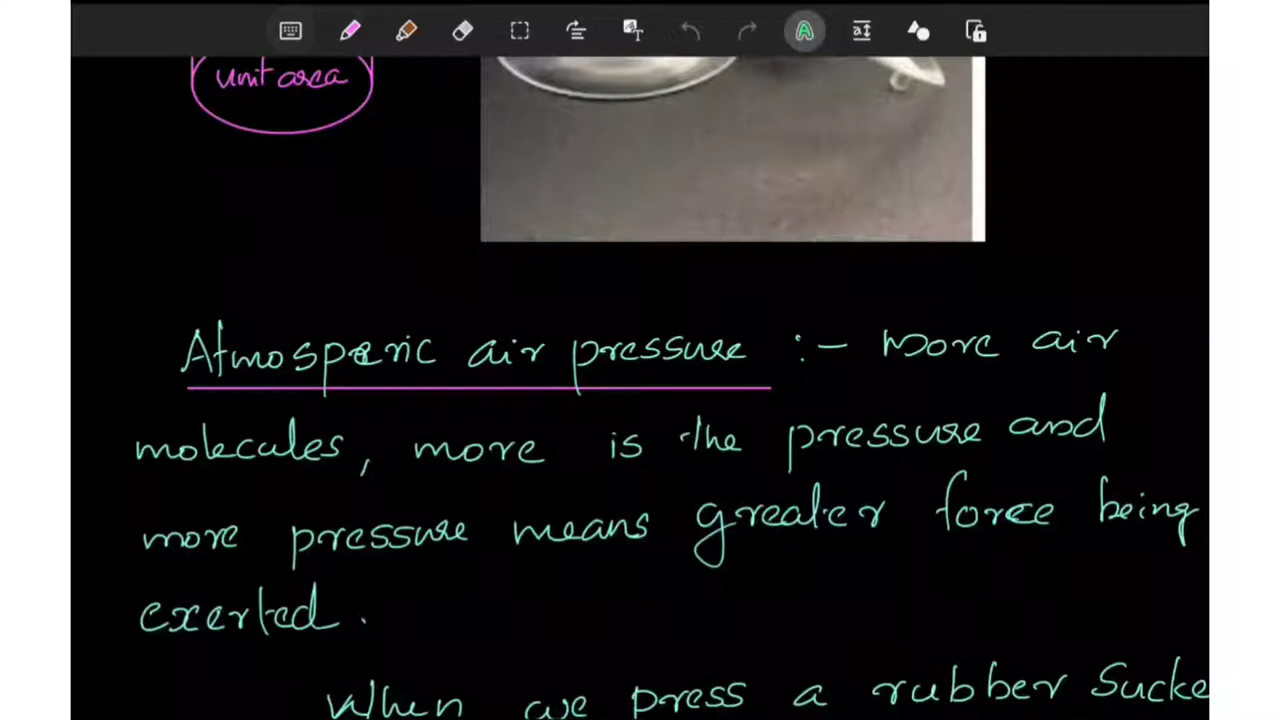 unit area
Atmosperic air pressure :- more air
molecules, more is the pressure and
more pressure means greater force being
exerted.
When we press a rubber Sucke